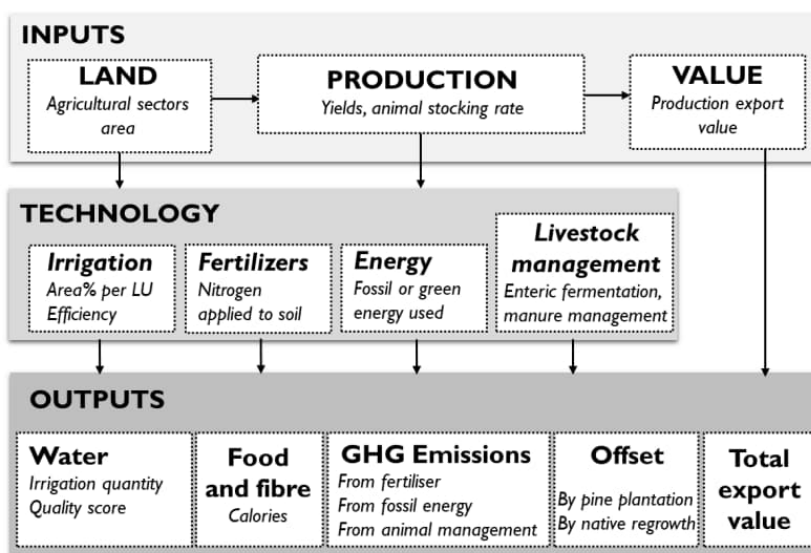 INPUTS
LAND
Agricultural sectors
area
PRODUCTION
Yields, animal stocking rate
VALUE
Production export
value
TECHNOLOGY
Irrigation
Area% per LU
Efficiency
Fertilizers
Nitrogen
applied to soil
Energy
Fossil or green
energy used
Livestock
management
Enteric fermentation,
manure management
OUTPUTS
Water
Irrigation quantity
Quality score
Food
and fibre
Calories
GHG Emissions
From fertiliser
From fossil energy
From animal management
Offset
By pine plantation
By native regrowth
Total
export
value